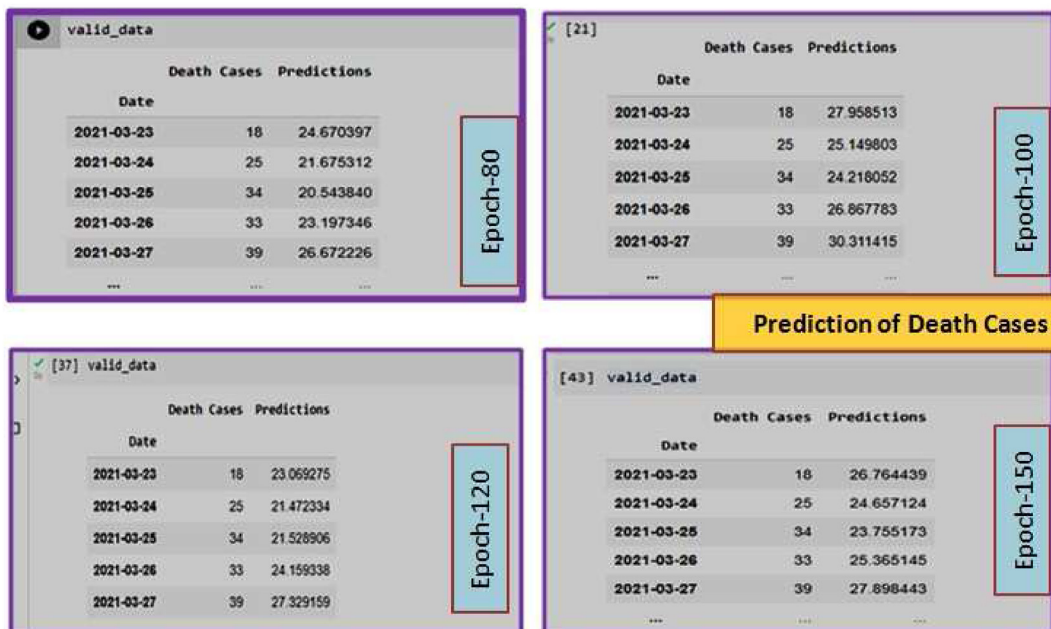 valid_data
Death Cases Predictions
Date
2021-03-23 18 24.670397
2021-03-24 25 21.675312
2021-03-25 34 20.543840
2021-03-26 33 23.197346
2021-03-27 39 26.672226
... ... ...
Epoch-80
[21]
Death Cases Predictions
Date
2021-03-23 18 27.958513
2021-03-24 25 25.149803
2021-03-25 34 24.218052
2021-03-26 33 26.867783
2021-03-27 39 30.311415
... ... ...
Epoch-100
Prediction of Death Cases
[37] valid_data
Death Cases Predictions
Date
2021-03-23 18 23.069275
2021-03-24 25 21.472334
2021-03-25 34 21.528906
2021-03-26 33 24.159338
2021-03-27 39 27.329159
Epoch-120
[43] valid_data
Death Cases Predictions
Date
2021-03-23 18 26.764439
2021-03-24 25 24.657124
2021-03-25 34 23.755173
2021-03-26 33 25.365145
2021-03-27 39 27.898443
... ... ...
Epoch-150